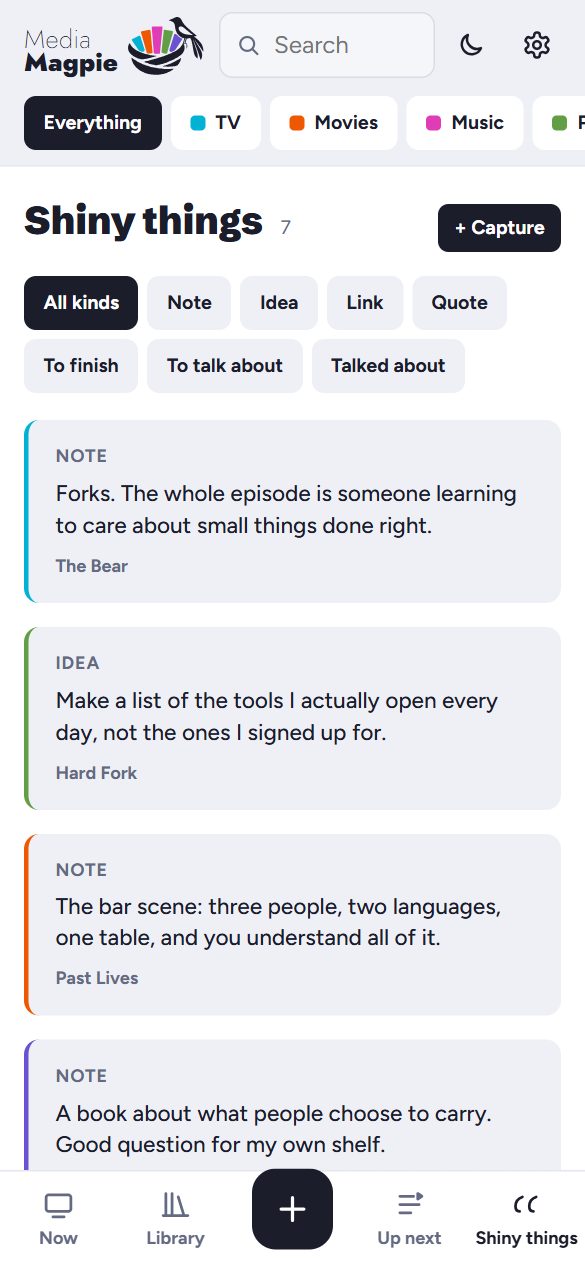 Media
Magpie
Search
Everything
TV
Movies
Music
Shiny things 7
+ Capture
All kinds
Note
Idea
Link
Quote
To finish
To talk about
Talked about
NOTE
Forks. The whole episode is someone learning
to care about small things done right.
The Bear
IDEA
Make a list of the tools I actually open every
day, not the ones I signed up for.
Hard Fork
NOTE
The bar scene: three people, two languages,
one table, and you understand all of it.
Past Lives
NOTE
A book about what people choose to carry.
Good question for my own shelf.
Now
Library
Up next
Shiny things